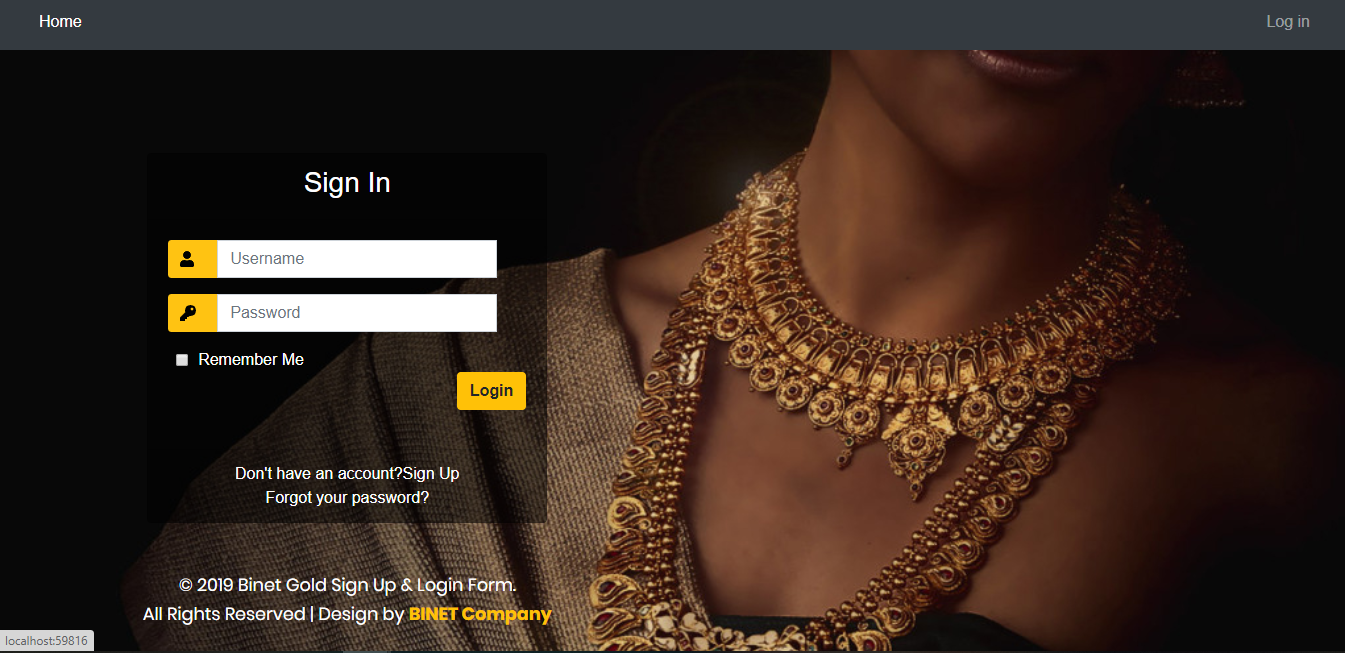 Home
Log in
Sign In
Username
Password
Remember Me
Login
Don't have an account?Sign Up
Forgot your password?
© 2019 Binet Gold Sign Up & Login Form.
All Rights Reserved | Design by BINET Company
localhost:59816